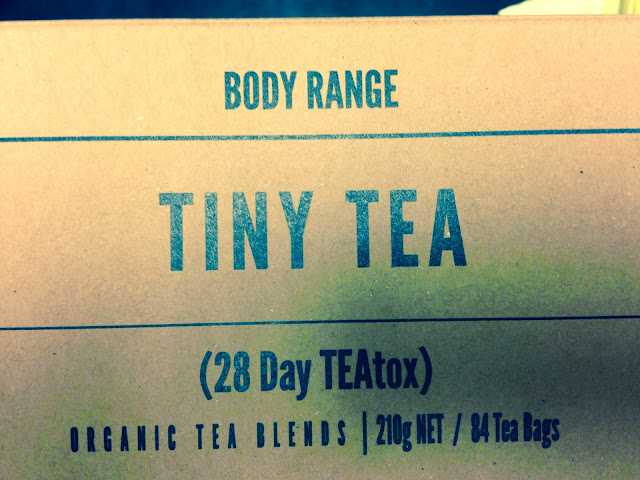 BODY RANGE
TINY TEA
(28 Day TEAtox)
ORGANIC TEA BLENDS | 210g NET / 84 Tea Bags